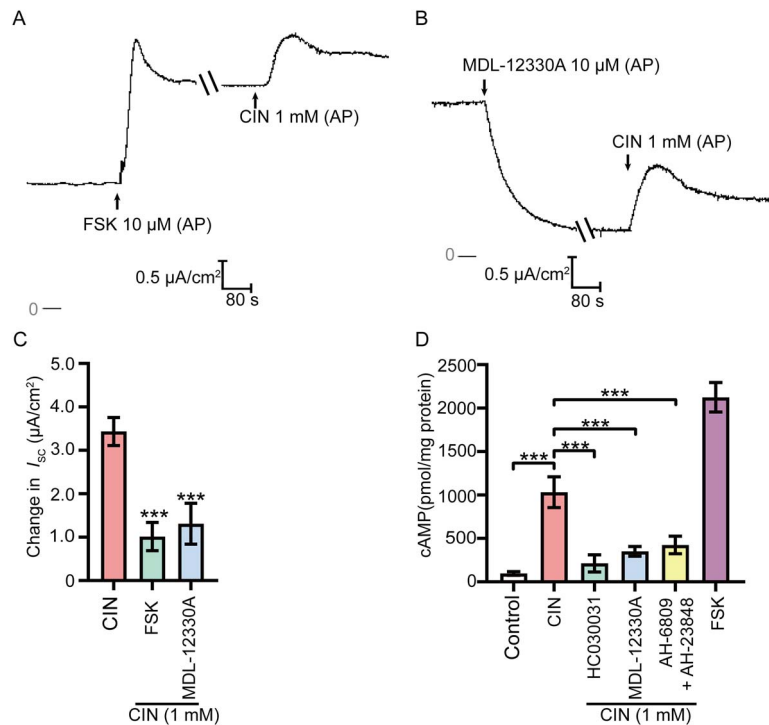 A
CIN 1 mM (AP)
FSK 10 µM (AP)
0.5 µA/cm²
80 s
0
B
MDL-12330A 10 µM (AP)
CIN 1 mM (AP)
0
0.5 µA/cm²
80 s
C
Change in Isc (µA/cm²)
5.0
4.0
3.0
2.0
1.0
0
***
***
CIN
FSK
MDL-12330A
CIN (1 mM)
D
cAMP(pmol/mg protein)
2500
2000
1500
1000
500
0
***
***
***
***
Control
CIN
HC030031
MDL-12330A
AH-6809
+ AH-23848
FSK
CIN (1 mM)